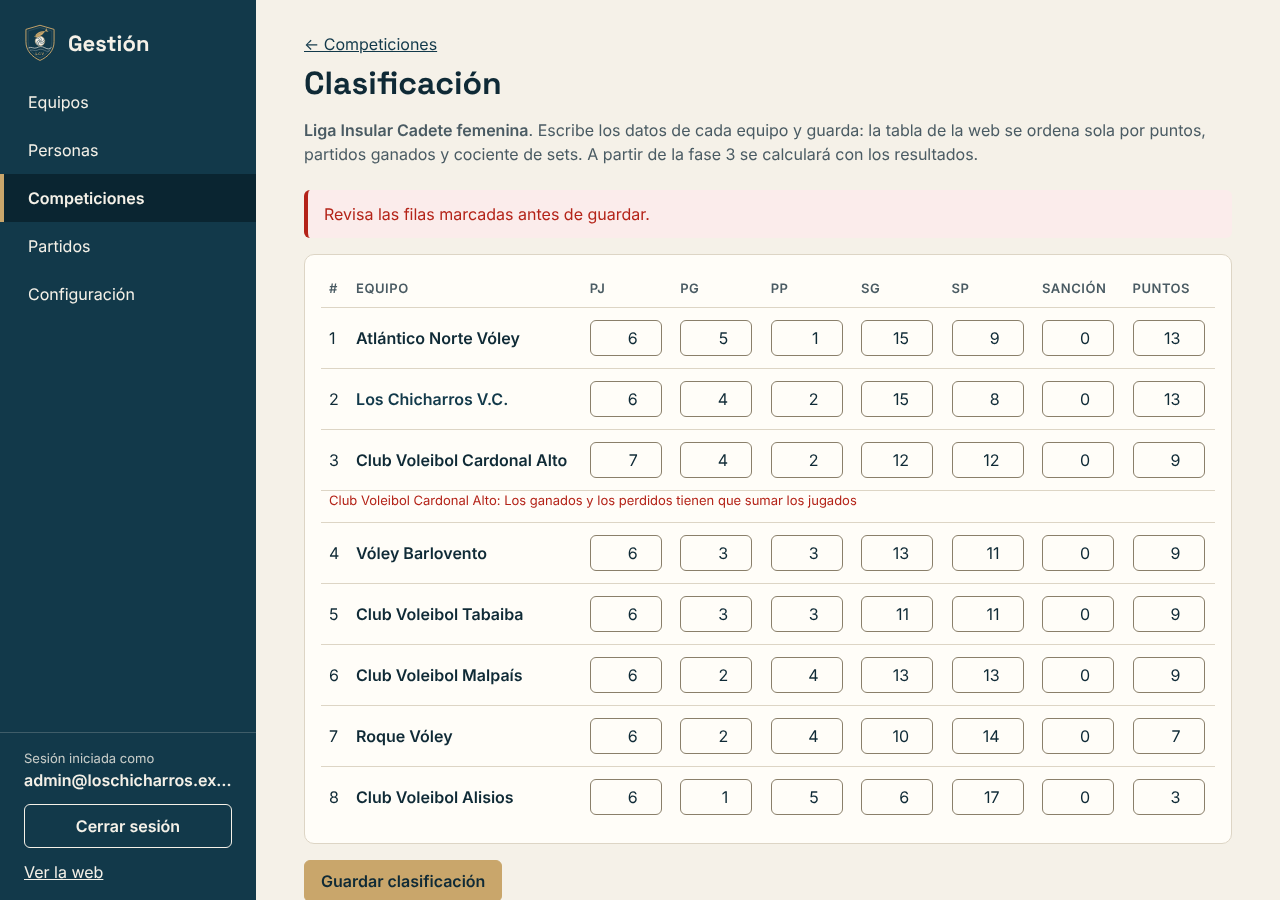 Gestión
Equipos
Personas
Competiciones
Partidos
Configuración
Sesión iniciada como
admin@loschicharros.ex...
Cerrar sesión
Ver la web
← Competiciones
Clasificación
Liga Insular Cadete femenina. Escribe los datos de cada equipo y guarda: la tabla de la web se ordena sola por puntos,
partidos ganados y cociente de sets. A partir de la fase 3 se calculará con los resultados.
Revisa las filas marcadas antes de guardar.
# EQUIPO PJ PG PP SG SP SANCIÓN PUNTOS
1 Atlántico Norte Vóley 6 5 1 15 9 0 13
2 Los Chicharros V.C. 6 4 2 15 8 0 13
3 Club Voleibol Cardonal Alto 7 4 2 12 12 0 9
Club Voleibol Cardonal Alto: Los ganados y los perdidos tienen que sumar los jugados
4 Vóley Barlovento 6 3 3 13 11 0 9
5 Club Voleibol Tabaiba 6 3 3 11 11 0 9
6 Club Voleibol Malpaís 6 2 4 13 13 0 9
7 Roque Vóley 6 2 4 10 14 0 7
8 Club Voleibol Alisios 6 1 5 6 17 0 3
Guardar clasificación